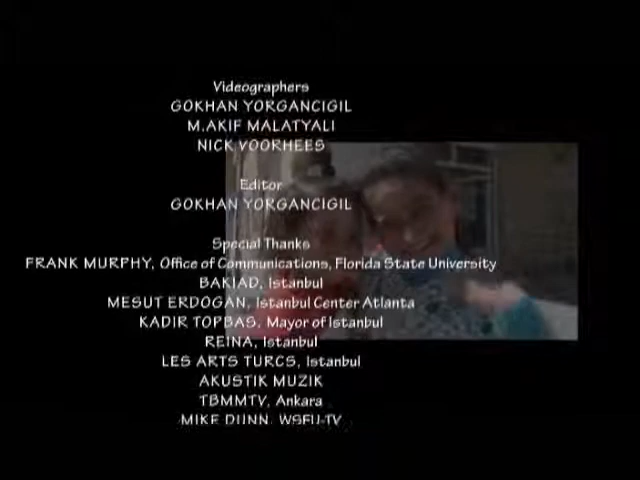 Videographers
GOKHAN YORGANCIGIL
M.AKIF MALATYALI
NICK VOORHEES
Editor
GOKHAN YORGANCIGIL
Special Thanks
FRANK MURPHY, Office of Communications, Florida State University
BAKIAD, Istanbul
MESUT ERDOGAN, Istanbul Center Atlanta
KADIR TOPBAS, Mayor of Istanbul
REINA, Istanbul
LES ARTS TURCS, Istanbul
AKUSTIK MUZIK
TBMMTV, Ankara
MIKE DUNN, WSFU-TV